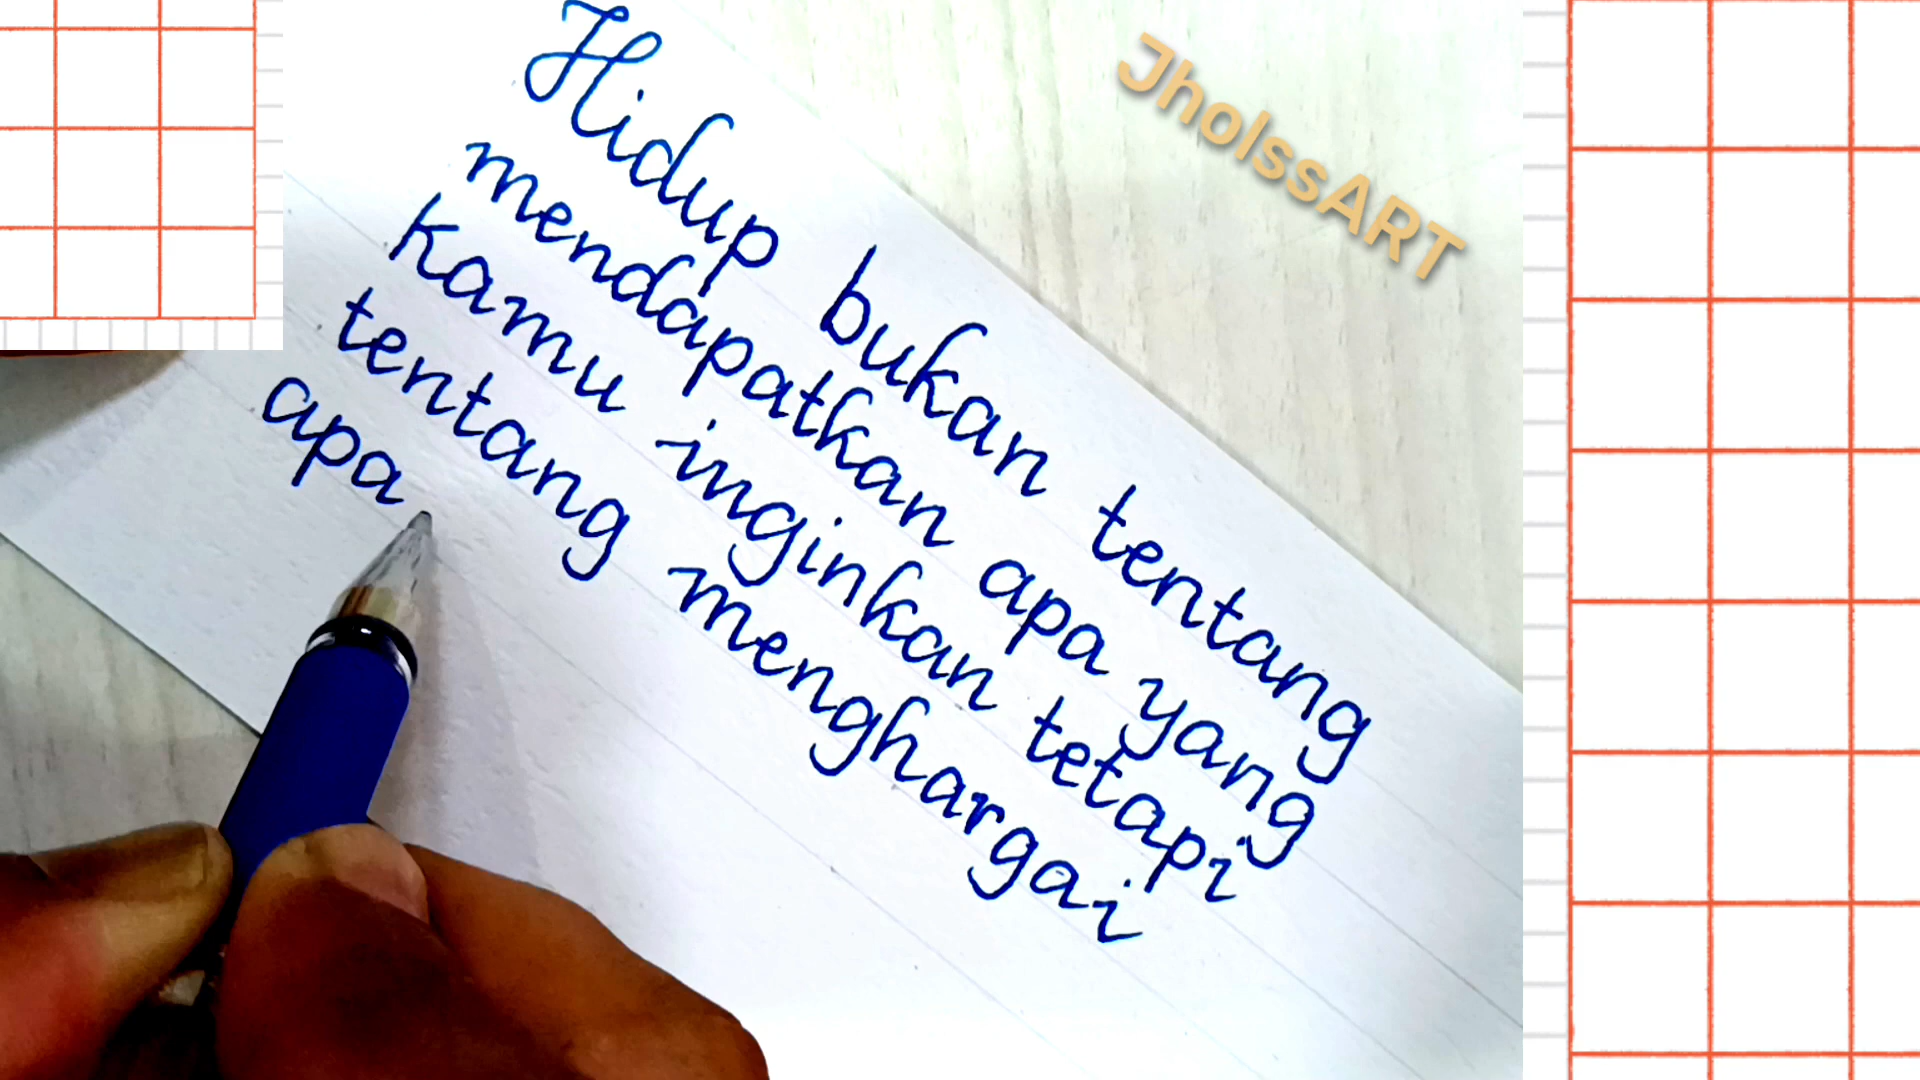 Hidup bukan tentang
mendapatkan apa yang
kamu inginkan tetapi
tentang menghargai
apa
JholssART